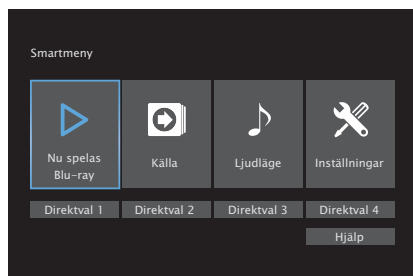 Smartmeny
Nu spelas
Blu-ray
Källa
Ljudläge
Inställningar
Direktval 1
Direktval 2
Direktval 3
Direktval 4
Hjälp